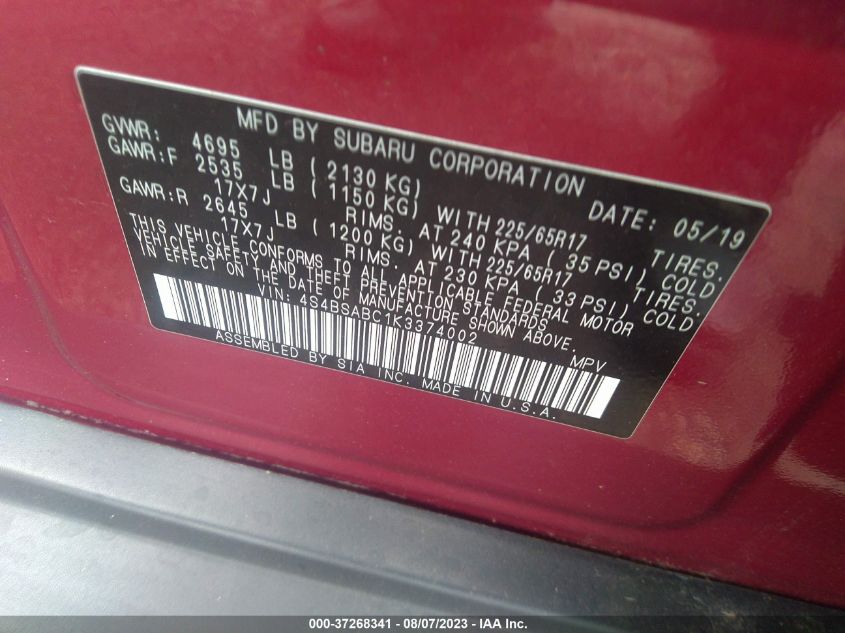 MFD BY SUBARU CORPORATION DATE: 05/19
GVWR: 4695 LB ( 2130 KG)
GAWR:F 2535 LB ( 1150 KG) WITH 225/65R17 TIRES.
17X7J RIMS. AT 240 KPA ( 35 PSI) COLD
GAWR:R 2645 LB ( 1200 KG) WITH 225/65R17 TIRES.
17X7J RIMS. AT 230 KPA ( 33 PSI) COLD
THIS VEHICLE CONFORMS TO ALL APPLICABLE FEDERAL MOTOR
VEHICLE SAFETY AND THEFT PREVENTION STANDARDS
IN EFFECT ON THE DATE OF MANUFACTURE SHOWN ABOVE.
VIN: 4S4BSABC1K3374002 MPV
ASSEMBLED BY SIA INC. MADE IN U.S.A.
000-37268341 — 08/07/2023 — IAA Inc.